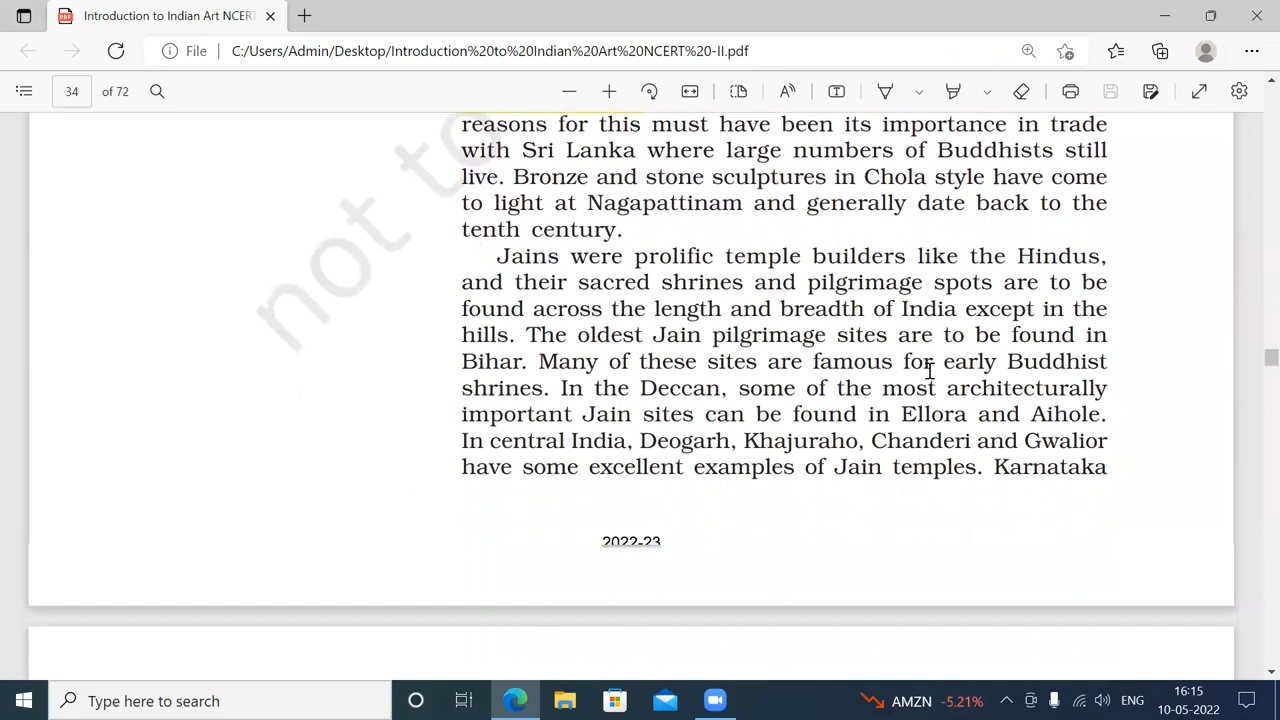 Introduction to Indian Art NCERT
File C:/Users/Admin/Desktop/Introduction%20to%20Indian%20Art%20NCERT%20-II.pdf
34 of 72
reasons for this must have been its importance in trade
with Sri Lanka where large numbers of Buddhists still
live. Bronze and stone sculptures in Chola style have come
to light at Nagapattinam and generally date back to the
tenth century.
Jains were prolific temple builders like the Hindus,
and their sacred shrines and pilgrimage spots are to be
found across the length and breadth of India except in the
hills. The oldest Jain pilgrimage sites are to be found in
Bihar. Many of these sites are famous for early Buddhist
shrines. In the Deccan, some of the most architecturally
important Jain sites can be found in Ellora and Aihole.
In central India, Deogarh, Khajuraho, Chanderi and Gwalior
have some excellent examples of Jain temples. Karnataka
not to
2022-23
Type here to search
AMZN -5.21%
ENG
16:15
10-05-2022